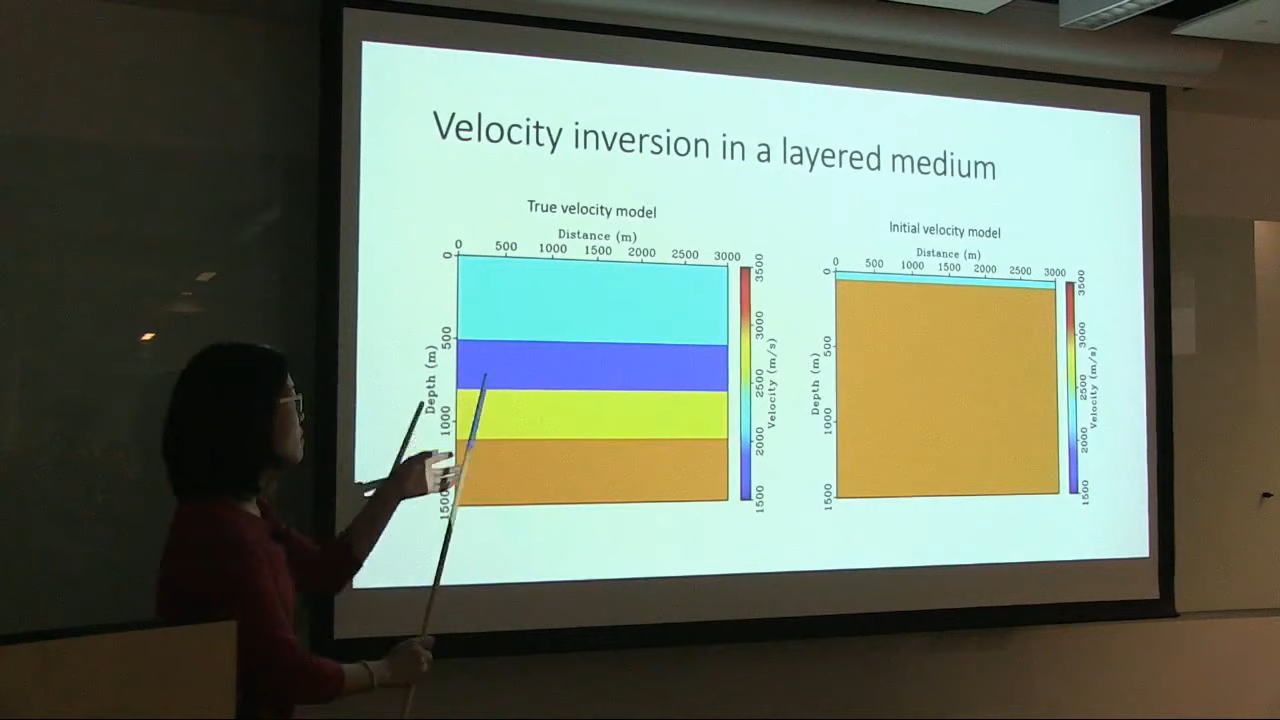 Velocity inversion in a layered medium
True velocity model
Distance (m)
0 500 1000 1500 2000 2500 3000
0 500 1000 1500
Depth (m)
1500 2000 2500 3000 3500
Velocity (m/s)
Initial velocity model
Distance (m)
0 500 1000 1500 2000 2500 3000
0 500 1000 1500
Depth (m)
1500 2000 2500 3000 3500
Velocity (m/s)